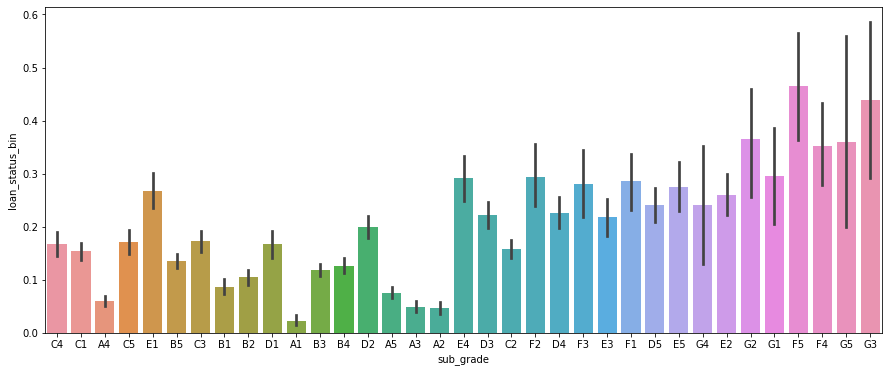 0.6
0.5
0.4
0.3
0.2
0.1
0.0
loan_status_bin
C4 C1 A4 C5 E1 B5 C3 B1 B2 D1 A1 B3 B4 D2 A5 A3 A2 E4 D3 C2 F2 D4 F3 E3 F1 D5 E5 G4 E2 G2 G1 F5 F4 G5 G3
sub_grade